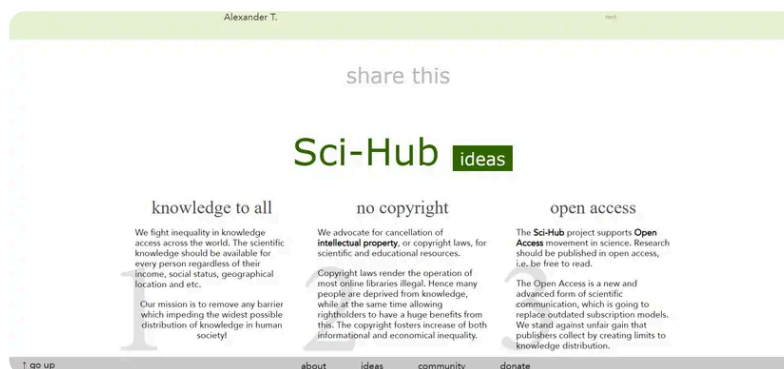 Alexander T.
next
share this
Sci-Hub ideas
knowledge to all
We fight inequality in knowledge
access across the world. The scientific
knowledge should be available for
every person regardless of their
income, social status, geographical
location and etc.
Our mission is to remove any barrier
which impeding the widest possible
distribution of knowledge in human
society!
1
no copyright
We advocate for cancellation of
intellectual property, or copyright laws, for
scientific and educational resources.
Copyright laws render the operation of
most online libraries illegal. Hence many
people are deprived from knowledge,
while at the same time allowing
rightholders to have a huge benefits from
this. The copyright fosters increase of both
informational and economical inequality.
2
open access
The Sci-Hub project supports Open
Access movement in science. Research
should be published in open access,
i.e. be free to read.
The Open Access is a new and
advanced form of scientific
communication, which is going to
replace outdated subscription models.
We stand against unfair gain that
publishers collect by creating limits to
knowledge distribution.
3
↑ go up
about ideas community donate